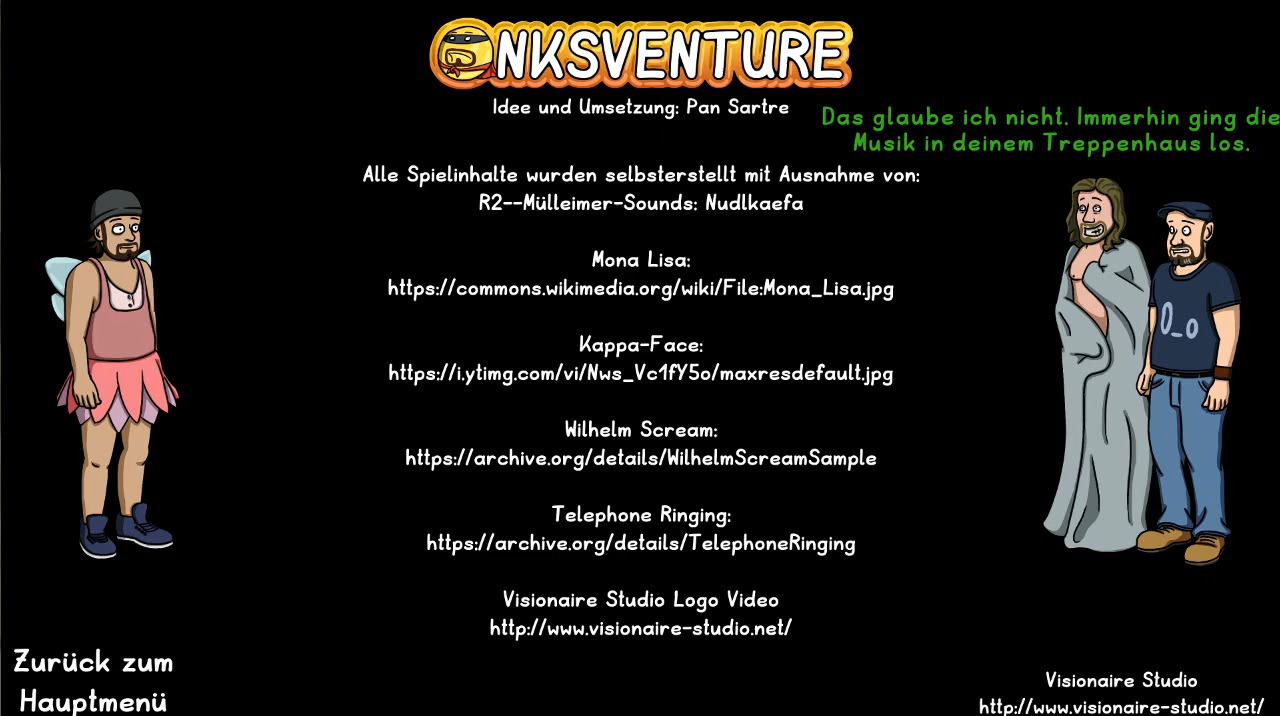 ONKSVENTURE
Idee und Umsetzung: Pan Sartre
Das glaube ich nicht. Immerhin ging die
Musik in deinem Treppenhaus los.
Alle Spielinhalte wurden selbsterstellt mit Ausnahme von:
R2--Mülleimer-Sounds: Nudlkaefa
Mona Lisa:
https://commons.wikimedia.org/wiki/File:Mona_Lisa.jpg
O_o
Kappa-Face:
https://i.ytimg.com/vi/Nws_Vc1fY5o/maxresdefault.jpg
Wilhelm Scream:
https://archive.org/details/WilhelmScreamSample
Telephone Ringing:
https://archive.org/details/TelephoneRinging
Visionaire Studio Logo Video
http://www.visionaire-studio.net/
Zurück zum
Hauptmenü
Visionaire Studio
http://www.visionaire-studio.net/